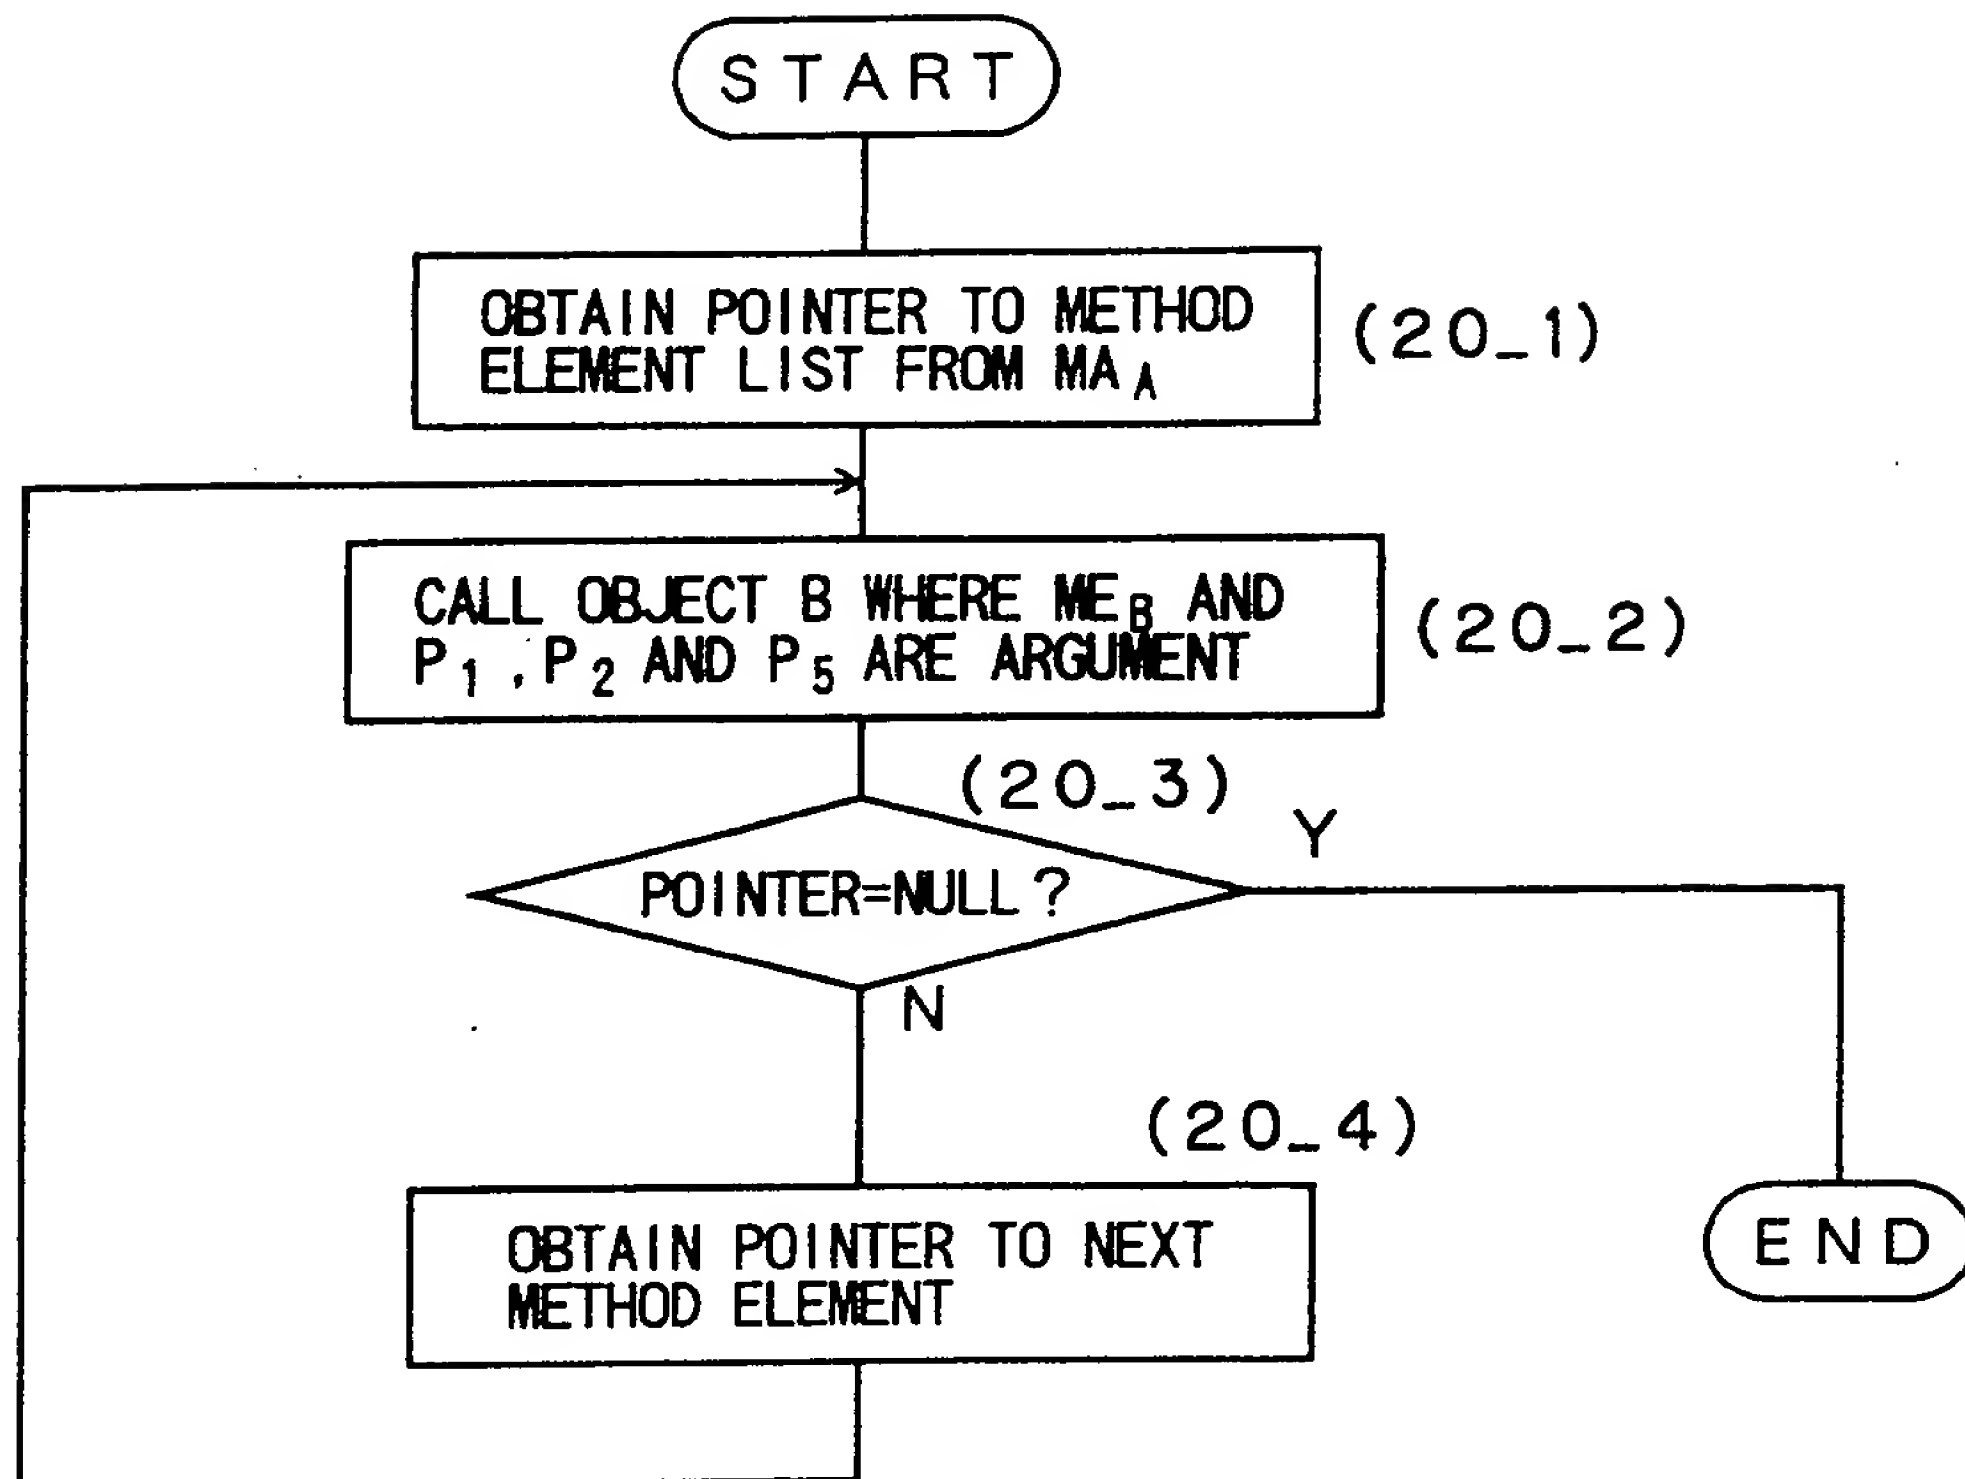 START
OBTAIN POINTER TO METHOD
ELEMENT LIST FROM MA A
(20_1)
CALL OBJECT B WHERE ME B AND
P 1 , P 2 AND P 5 ARE ARGUMENT
(20_2)
(20_3)
Y
POINTER=NULL?
N
(20_4)
OBTAIN POINTER TO NEXT
METHOD ELEMENT
END